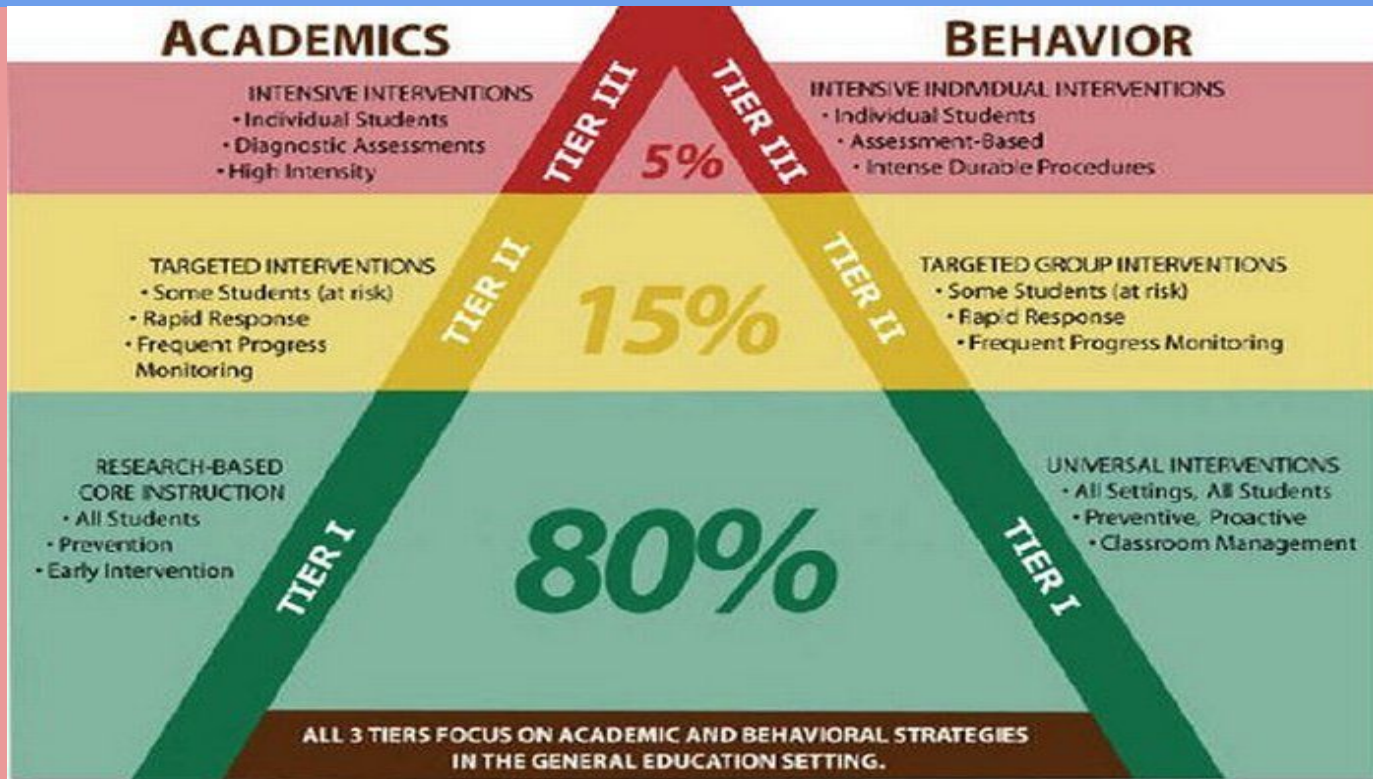 ACADEMICS
INTENSIVE INTERVENTIONS
• Individual Students
• Diagnostic Assessments
• High Intensity
TARGETED INTERVENTIONS
• Some Students (at risk)
• Rapid Response
• Frequent Progress
Monitoring
RESEARCH-BASED
CORE INSTRUCTION
• All Students
• Prevention
• Early Intervention
TIER III
TIER II
TIER I
5%
15%
80%
TIER III
TIER II
TIER I
BEHAVIOR
INTENSIVE INDIVIDUAL INTERVENTIONS
• Individual Students
• Assessment-Based
• Intense Durable Procedures
TARGETED GROUP INTERVENTIONS
• Some Students (at risk)
• Rapid Response
• Frequent Progress Monitoring
UNIVERSAL INTERVENTIONS
• All Settings, All Students
• Preventive, Proactive
• Classroom Management
ALL 3 TIERS FOCUS ON ACADEMIC AND BEHAVIORAL STRATEGIES
IN THE GENERAL EDUCATION SETTING.